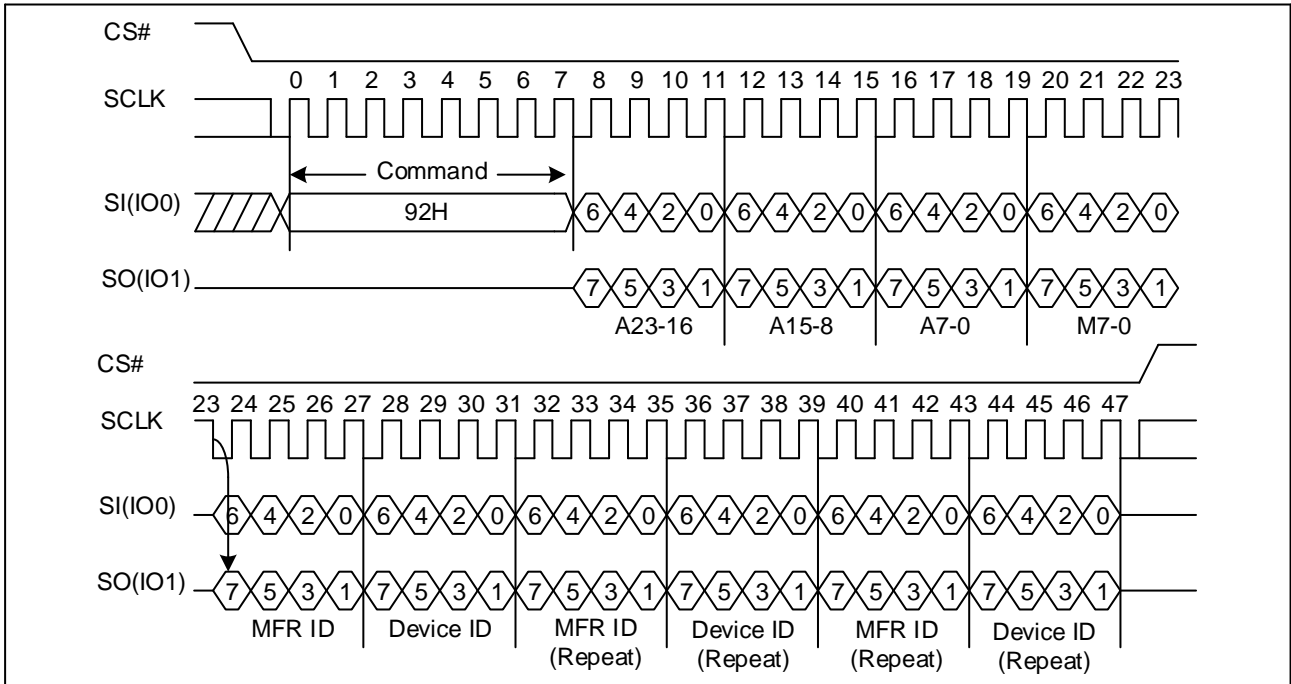 CS#
0 1 2 3 4 5 6 7 8 9 10 11 12 13 14 15 16 17 18 19 20 21 22 23
SCLK
Command
SI(IO0) 92H 6 4 2 0 6 4 2 0 6 4 2 0 6 4 2 0
SO(IO1) 7 5 3 1 7 5 3 1 7 5 3 1 7 5 3 1
A23-16 A15-8 A7-0 M7-0
CS#
23 24 25 26 27 28 29 30 31 32 33 34 35 36 37 38 39 40 41 42 43 44 45 46 47
SCLK
SI(IO0) 6 4 2 0 6 4 2 0 6 4 2 0 6 4 2 0 6 4 2 0 6 4 2 0
SO(IO1) 7 5 3 1 7 5 3 1 7 5 3 1 7 5 3 1 7 5 3 1 7 5 3 1
MFR ID Device ID MFR ID Device ID MFR ID Device ID
(Repeat) (Repeat) (Repeat) (Repeat)